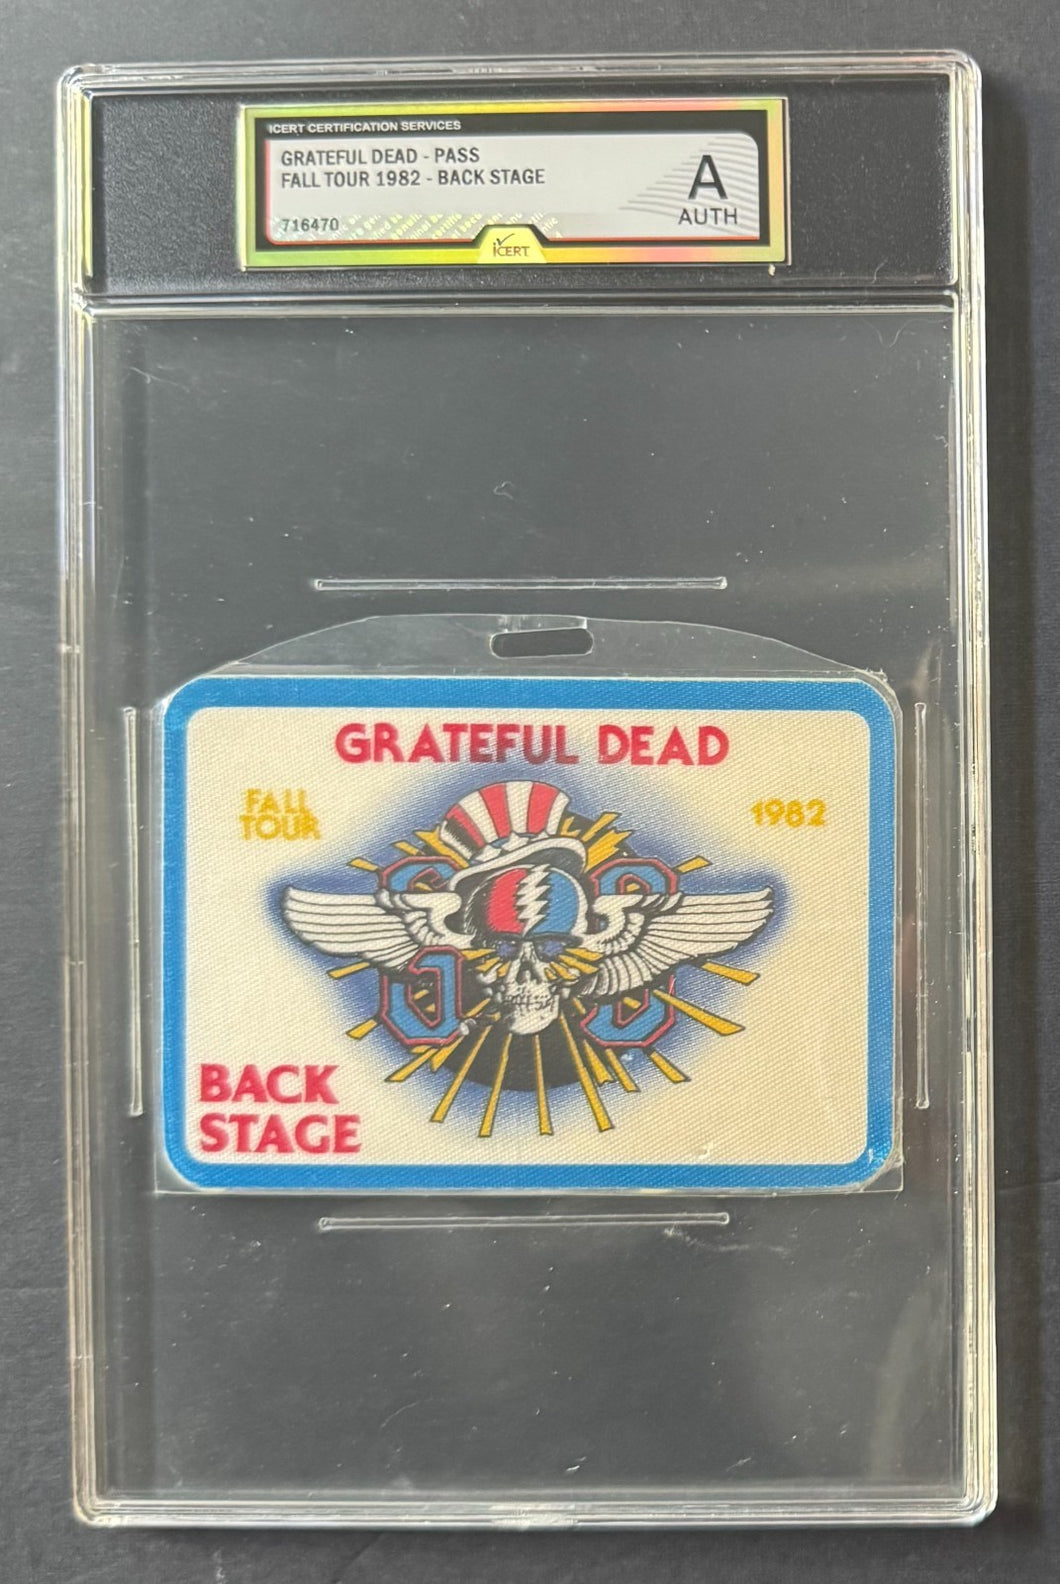 ICERT CERTIFICATION SERVICES
GRATEFUL DEAD - PASS
FALL TOUR 1982 - BACK STAGE
A
AUTH
716470
iCERT
GRATEFUL DEAD
FALL
TOUR
1982
BACK
STAGE